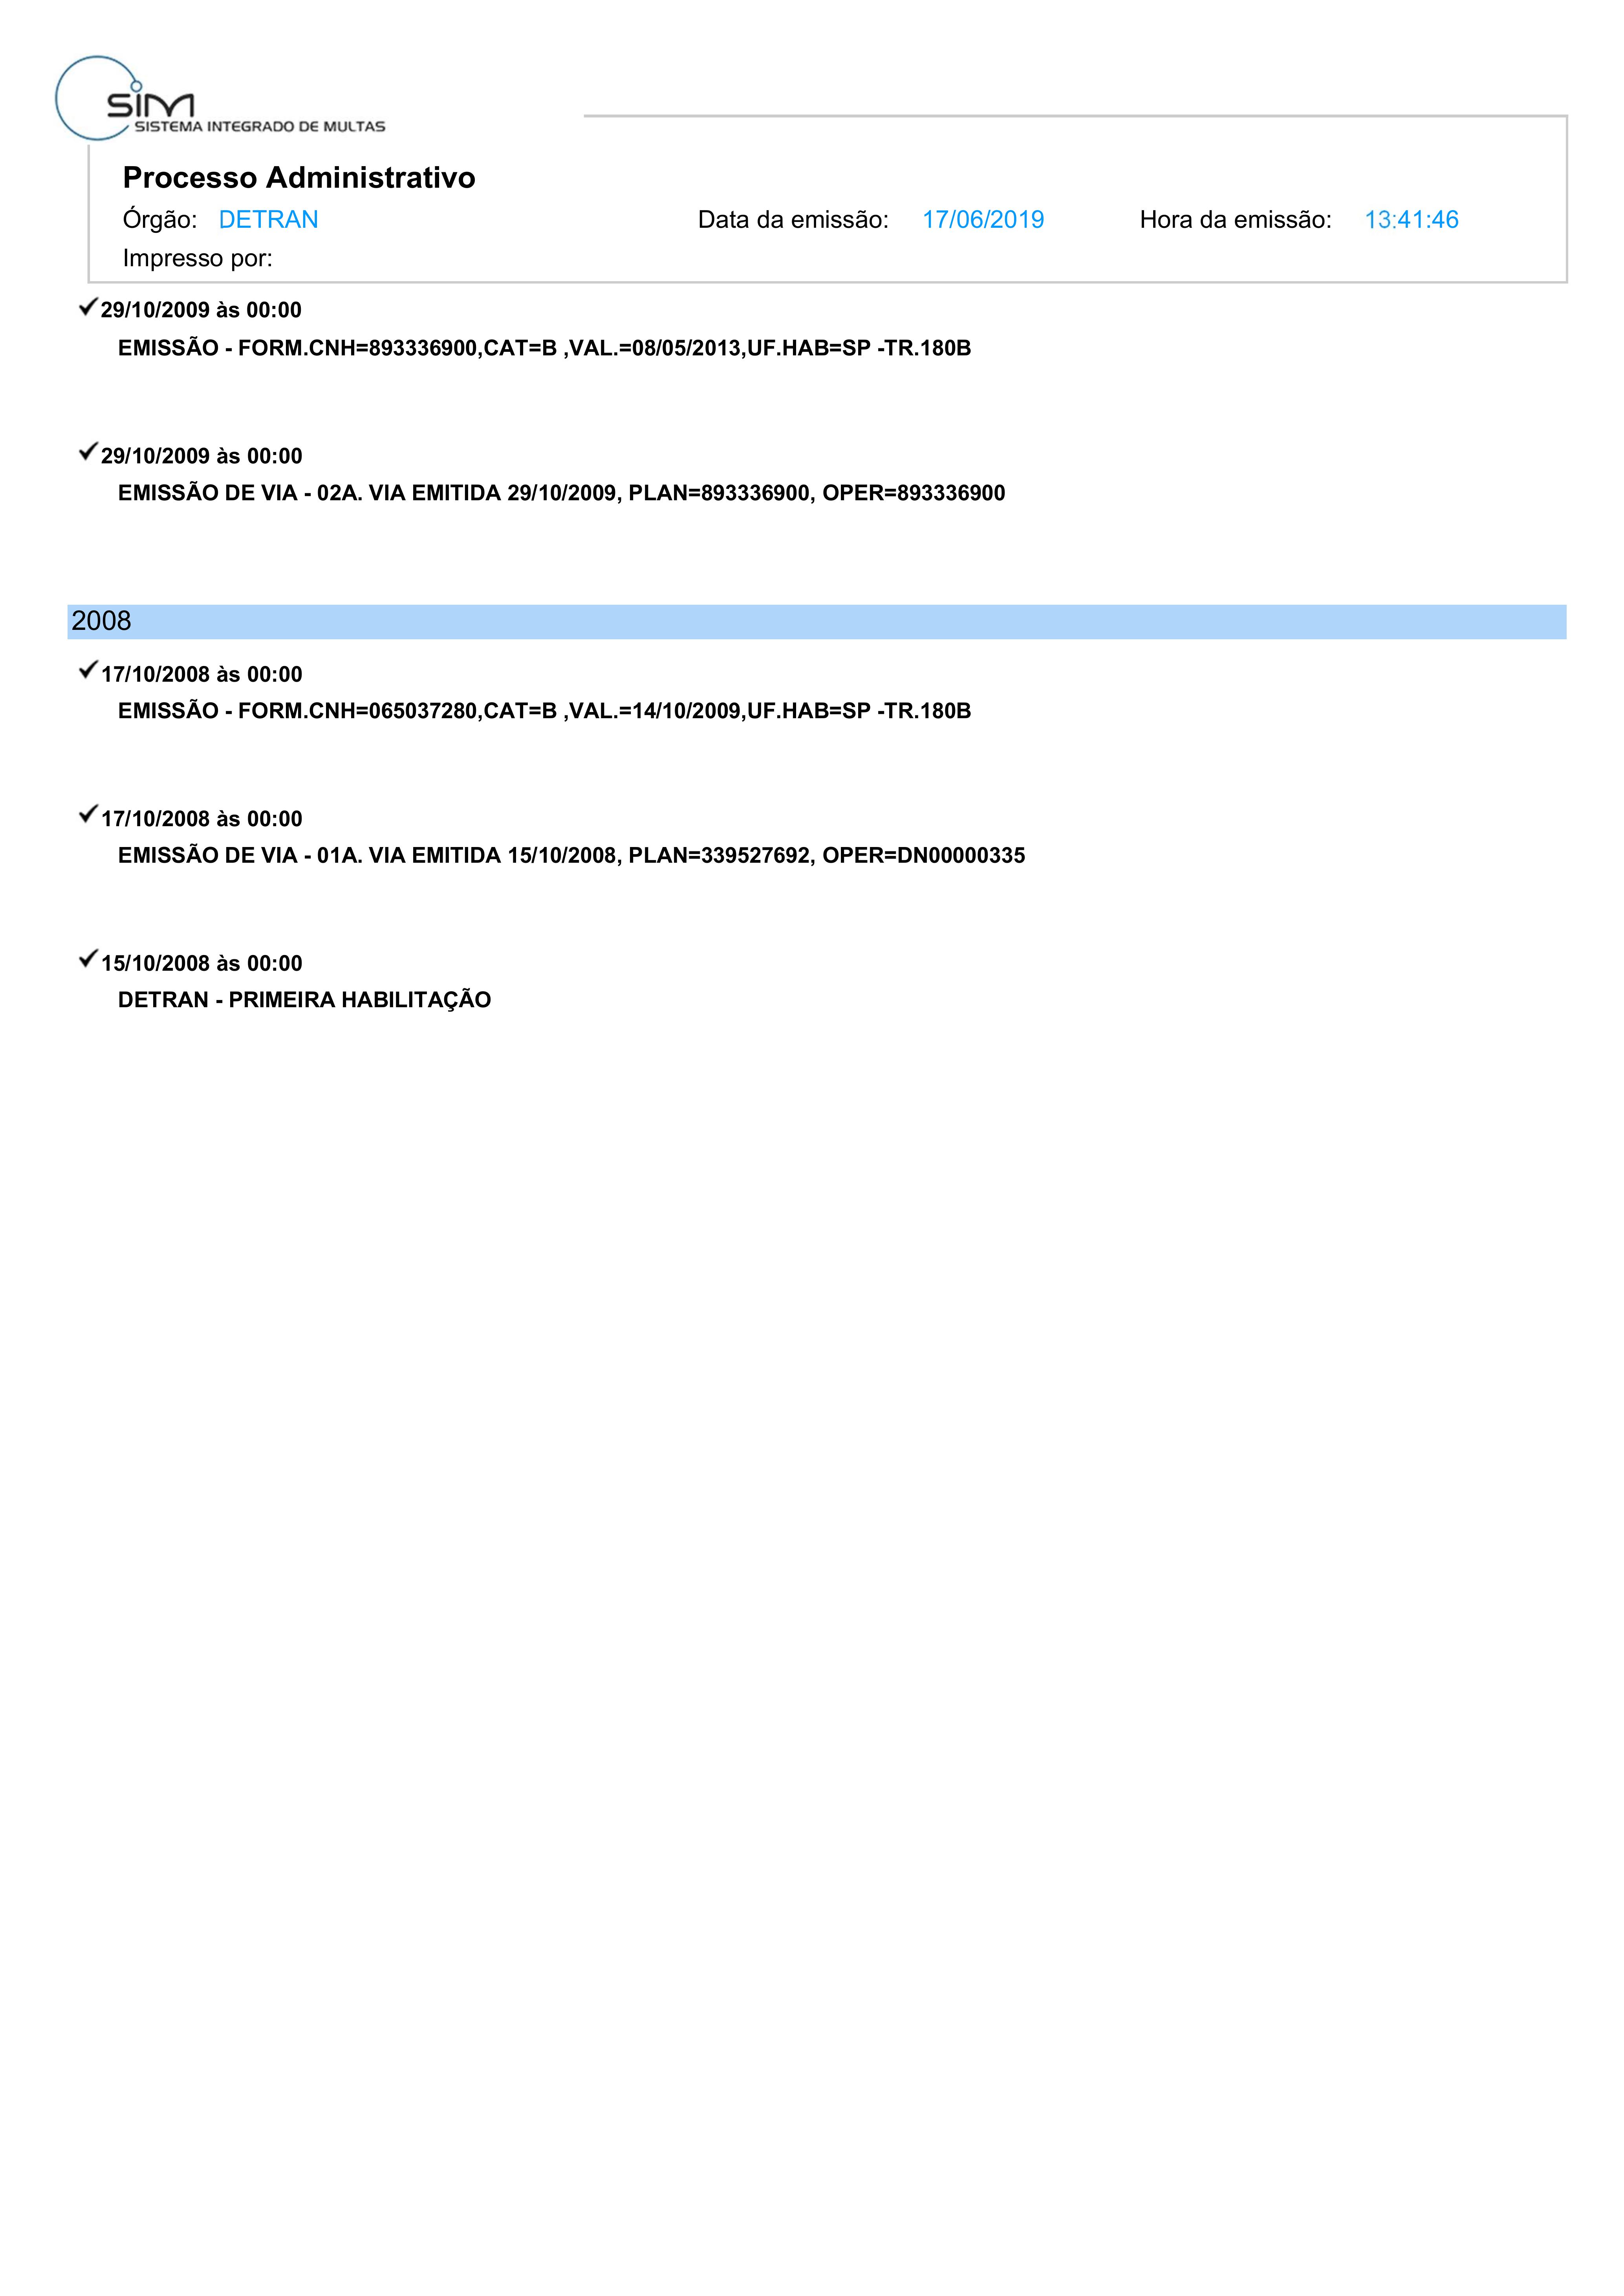 SIM
SISTEMA INTEGRADO DE MULTAS
Processo Administrativo
Órgão: DETRAN Data da emissão: 17/06/2019 Hora da emissão: 13:41:46
Impresso por:
29/10/2009 às 00:00
EMISSÃO - FORM.CNH=893336900,CAT=B ,VAL.=08/05/2013,UF.HAB=SP -TR.180B
29/10/2009 às 00:00
EMISSÃO DE VIA - 02A. VIA EMITIDA 29/10/2009, PLAN=893336900, OPER=893336900
2008
17/10/2008 às 00:00
EMISSÃO - FORM.CNH=065037280,CAT=B ,VAL.=14/10/2009,UF.HAB=SP -TR.180B
17/10/2008 às 00:00
EMISSÃO DE VIA - 01A. VIA EMITIDA 15/10/2008, PLAN=339527692, OPER=DN00000335
15/10/2008 às 00:00
DETRAN - PRIMEIRA HABILITAÇÃO